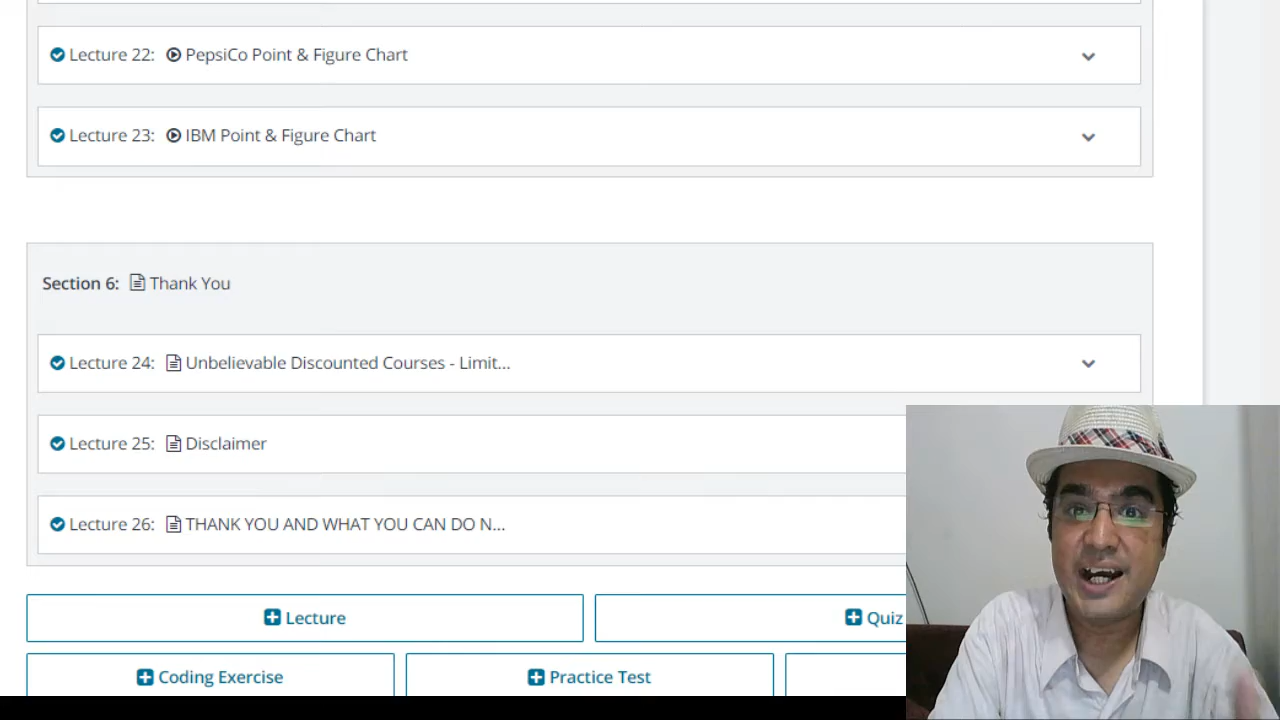 Lecture 22: PepsiCo Point & Figure Chart
Lecture 23: IBM Point & Figure Chart
Section 6: Thank You
Lecture 24: Unbelievable Discounted Courses - Limit...
Lecture 25: Disclaimer
Lecture 26: THANK YOU AND WHAT YOU CAN DO N...
Lecture
Quiz
Coding Exercise
Practice Test